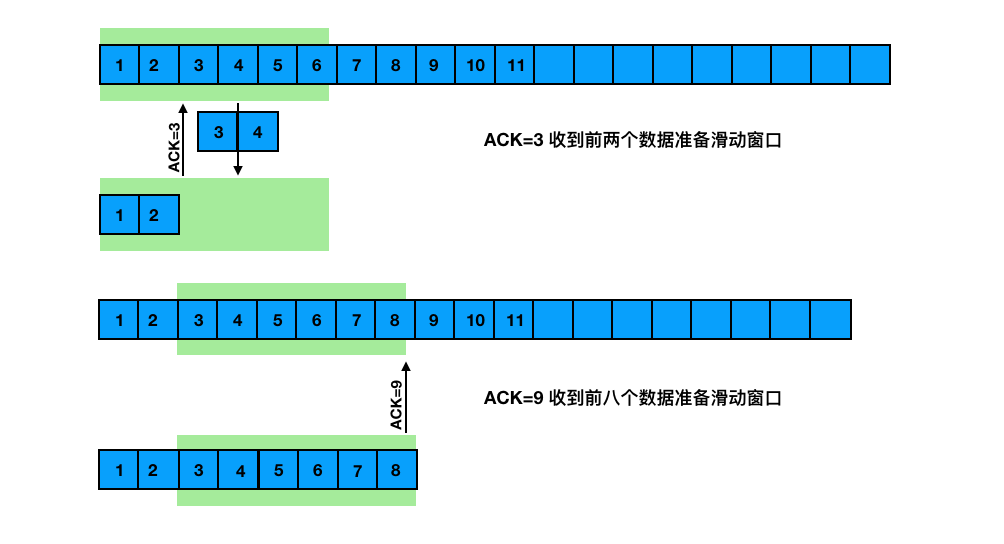 1 2 3 4 5 6 7 8 9 10 11
ACK=3
3 4
ACK=3 收到前两个数据准备滑动窗口
1 2
1 2 3 4 5 6 7 8 9 10 11
ACK=9
ACK=9 收到前八个数据准备滑动窗口
1 2 3 4 5 6 7 8